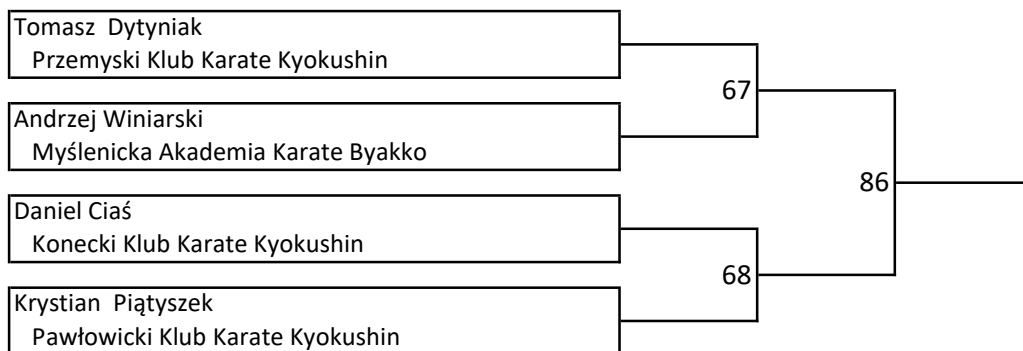 Tomasz  Dytyniak
Przemyski Klub Karate Kyokushin
67
Andrzej Winiarski
Myślenicka Akademia Karate Byakko
86
Daniel Ciaś
Konecki Klub Karate Kyokushin
68
Krystian  Piątyszek
Pawłowicki Klub Karate Kyokushin